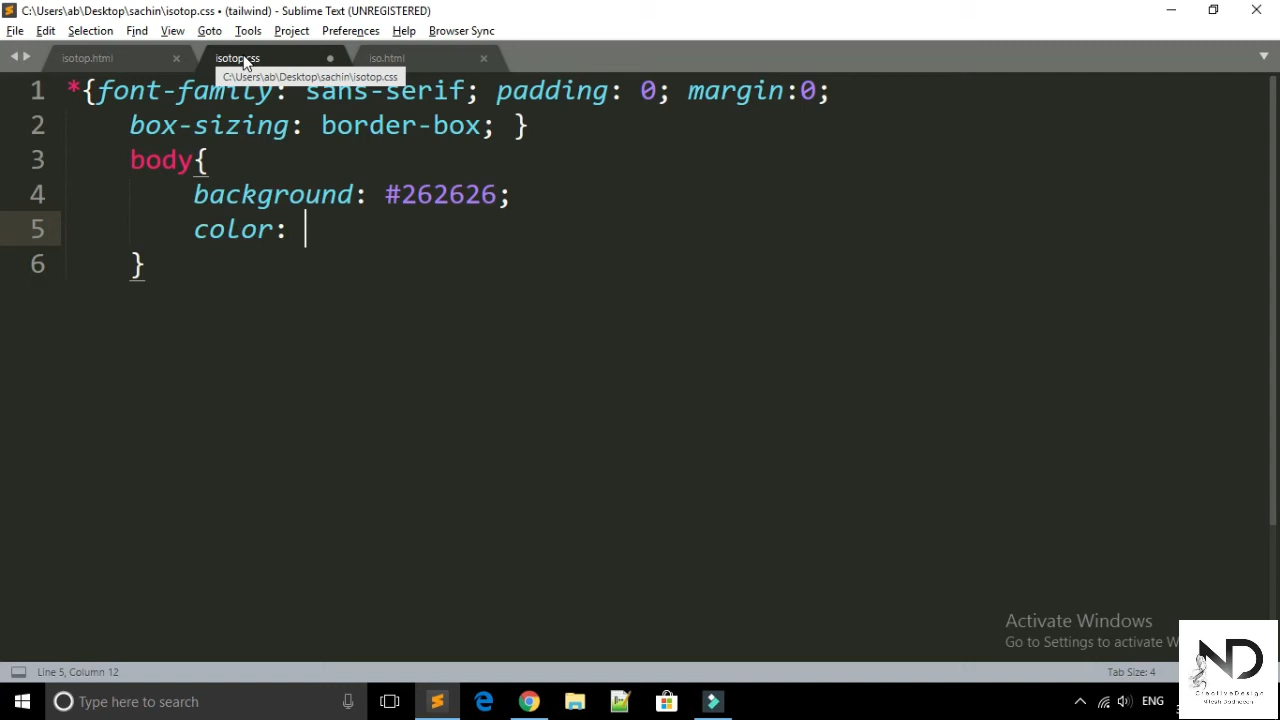 C:\Users\ab\Desktop\sachin\isotop.css • (tailwind) - Sublime Text (UNREGISTERED)
File Edit Selection Find View Goto Tools Project Preferences Help Browser Sync
isotop.html isotop.css iso.html
C:\Users\ab\Desktop\sachin\isotop.css
1 *{font-family: sans-serif; padding: 0; margin:0;
2 box-sizing: border-box; }
3 body{
4 background: #262626;
5 color:
6 }
Activate Windows
Go to Settings to activate W
ND
CreativeDesign
Line 5, Column 12 Tab Size: 4
Type here to search ENG